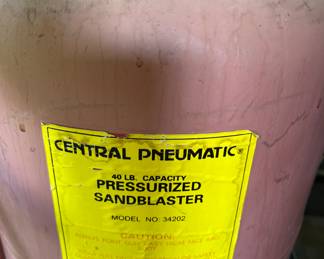 CENTRAL PNEUMATIC®
40 LB. CAPACITY
PRESSURIZED
SANDBLASTER
MODEL NO: 34202
CAUTION: